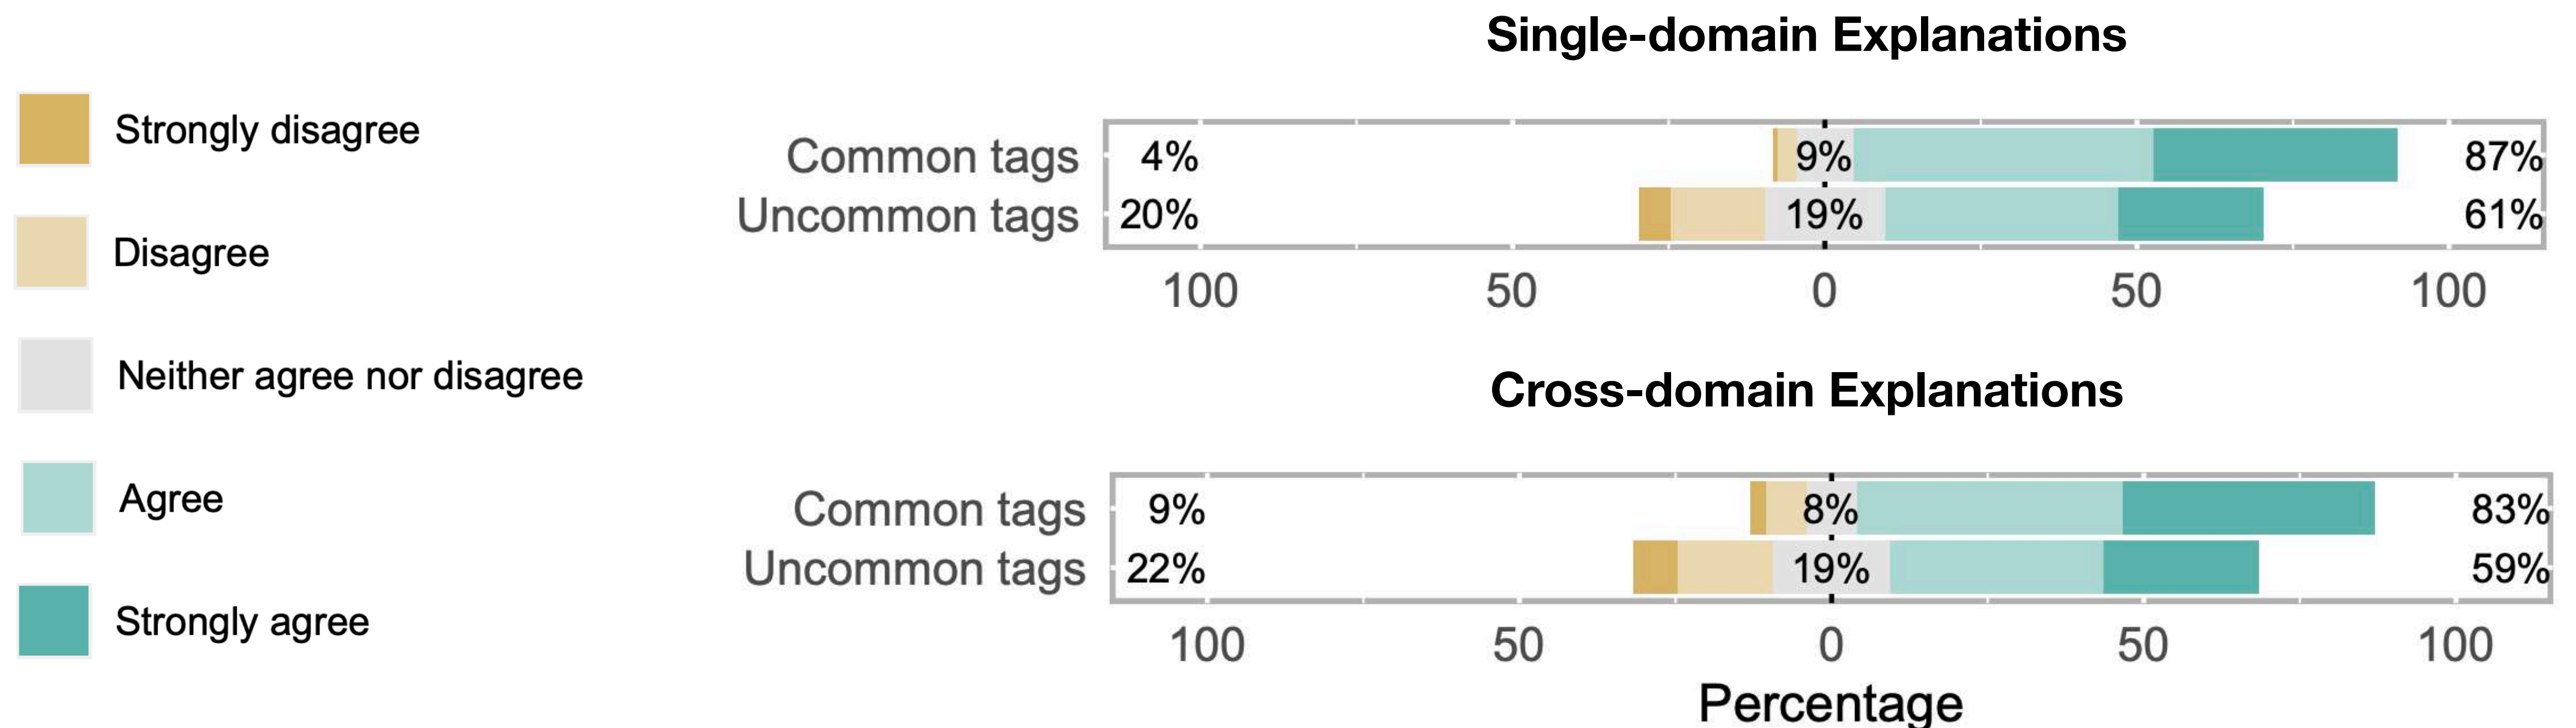 Strongly disagree
Disagree
Neither agree nor disagree
Agree
Strongly agree
Single-domain Explanations
Common tags 4% 9% 87%
Uncommon tags 20% 19% 61%
100 50 0 50 100
Cross-domain Explanations
Common tags 9% 8% 83%
Uncommon tags 22% 19% 59%
100 50 0 50 100
Percentage